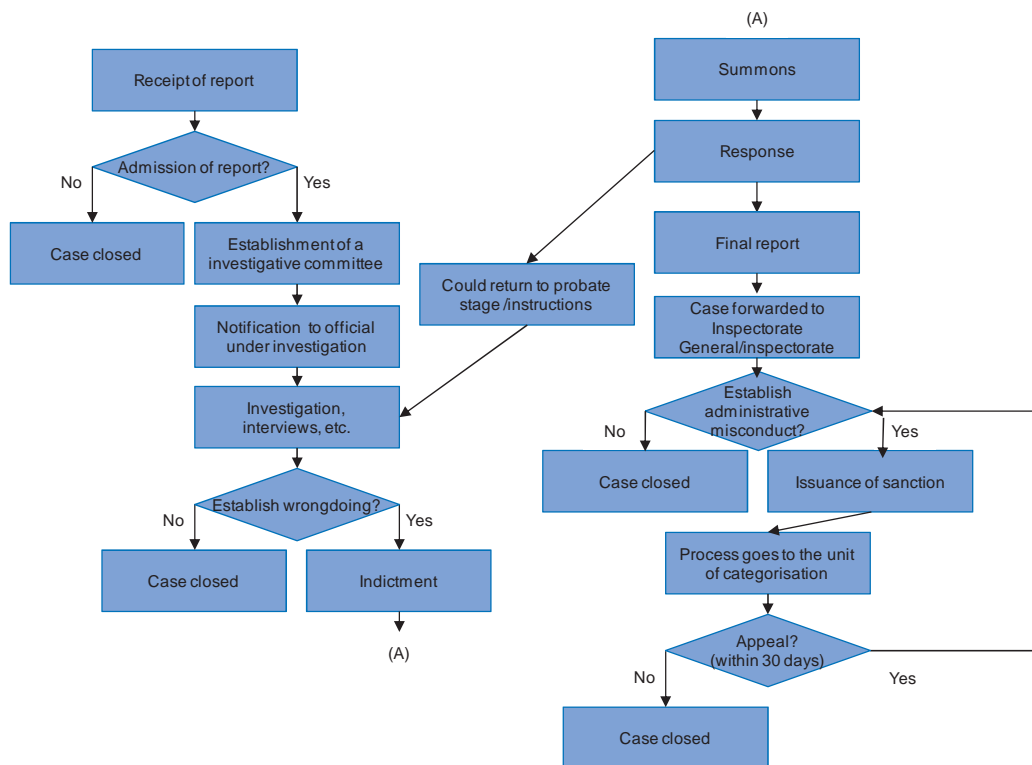 Receipt of report
Admission of report?
No
Yes
Case closed
Establishment of a
investigative committee
Notification to official
under investigation
Investigation,
interviews, etc.
Establish wrongdoing?
No
Yes
Case closed
Indictment
(A)
(A)
Summons
Response
Final report
Could return to probate
stage /instructions
Case forwarded to
Inspectorate
General/inspectorate
Establish
administrative
misconduct?
No
Yes
Case closed
Issuance of sanction
Process goes to the unit
of categorisation
Appeal?
(within 30 days)
No
Yes
Case closed